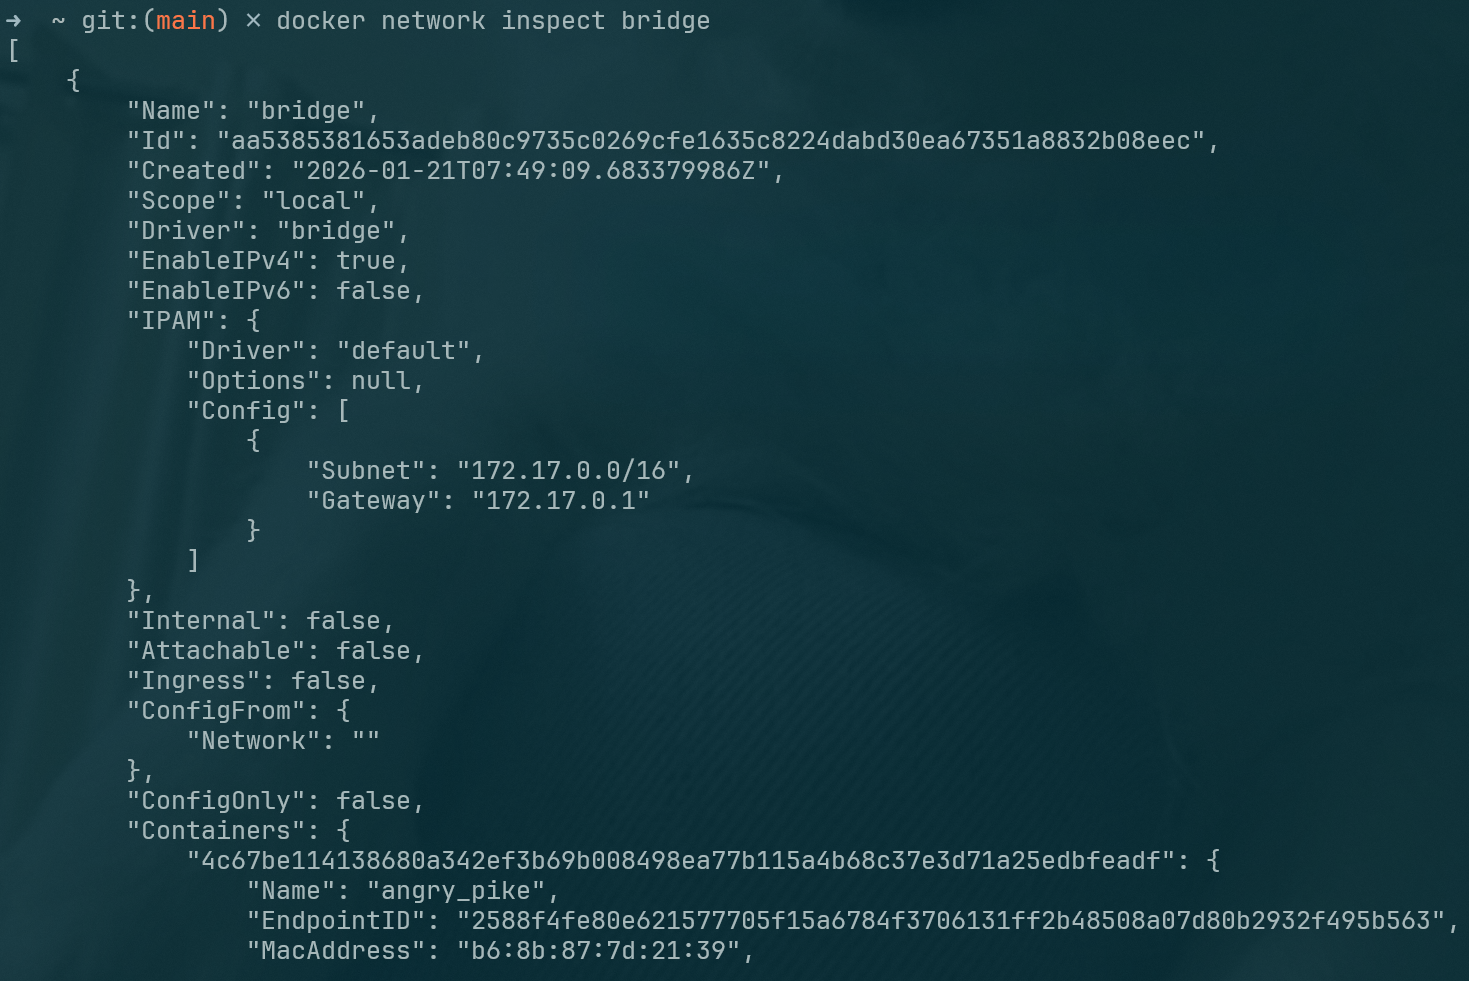 ➜  ~ git:(main) ✕ docker network inspect bridge
[
    {
        "Name": "bridge",
        "Id": "aa5385381653adeb80c9735c0269cfe1635c8224dabd30ea67351a8832b08eec",
        "Created": "2026-01-21T07:49:09.683379986Z",
        "Scope": "local",
        "Driver": "bridge",
        "EnableIPv4": true,
        "EnableIPv6": false,
        "IPAM": {
            "Driver": "default",
            "Options": null,
            "Config": [
                {
                    "Subnet": "172.17.0.0/16",
                    "Gateway": "172.17.0.1"
                }
            ]
        },
        "Internal": false,
        "Attachable": false,
        "Ingress": false,
        "ConfigFrom": {
            "Network": ""
        },
        "ConfigOnly": false,
        "Containers": {
            "4c67be114138680a342ef3b69b008498ea77b115a4b68c37e3d71a25edbfeadf": {
                "Name": "angry_pike",
                "EndpointID": "2588f4fe80e621577705f15a6784f3706131ff2b48508a07d80b2932f495b563",
                "MacAddress": "b6:8b:87:7d:21:39",